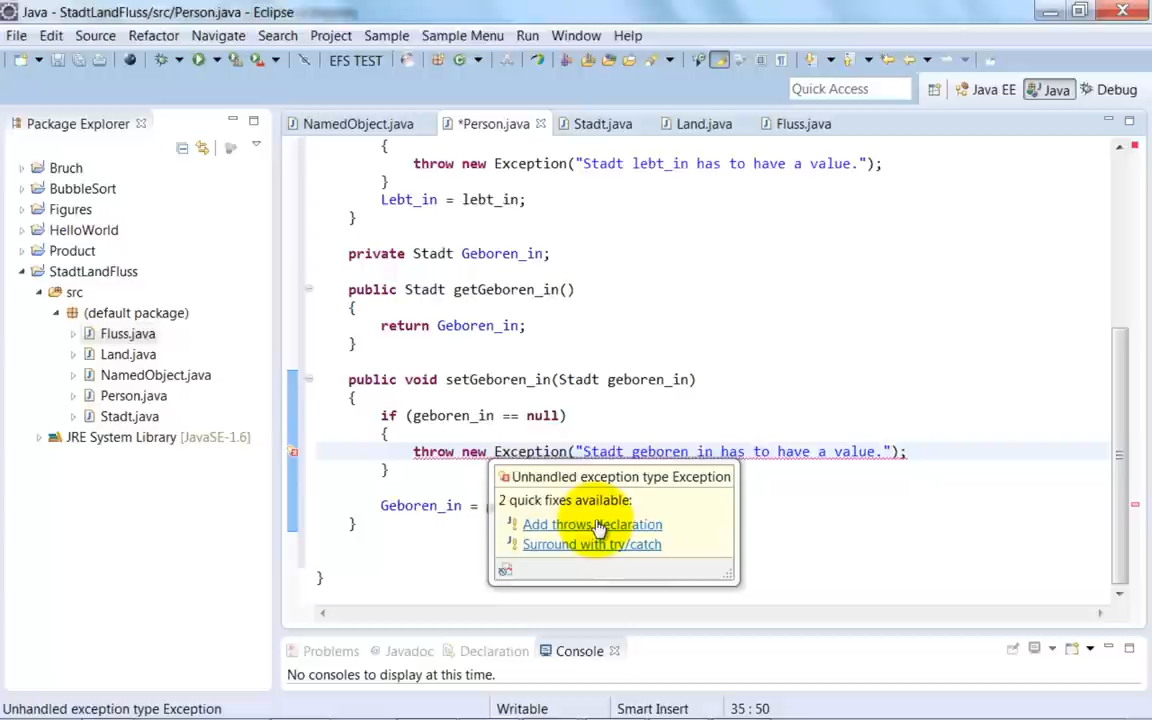 Java - StadtLandFluss/src/Person.java - Eclipse
File Edit Source Refactor Navigate Search Project Sample Sample Menu Run Window Help
EFS TEST
Quick Access Java EE Java Debug
Package Explorer
NamedObject.java *Person.java Stadt.java Land.java Fluss.java
Bruch
BubbleSort
Figures
HelloWorld
Product
StadtLandFluss
src
(default package)
Fluss.java
Land.java
NamedObject.java
Person.java
Stadt.java
JRE System Library [JavaSE-1.6]
{
throw new Exception("Stadt lebt_in has to have a value.");
}
Lebt_in = lebt_in;
}
private Stadt Geboren_in;
public Stadt getGeboren_in()
{
return Geboren_in;
}
public void setGeboren_in(Stadt geboren_in)
{
if (geboren_in == null)
{
throw new Exception("Stadt geboren_in has to have a value.");
}
Geboren_in =
}
}
Unhandled exception type Exception
2 quick fixes available:
Add throws declaration
Surround with try/catch
Problems Javadoc Declaration Console
No consoles to display at this time.
Unhandled exception type Exception Writable Smart Insert 35 : 50